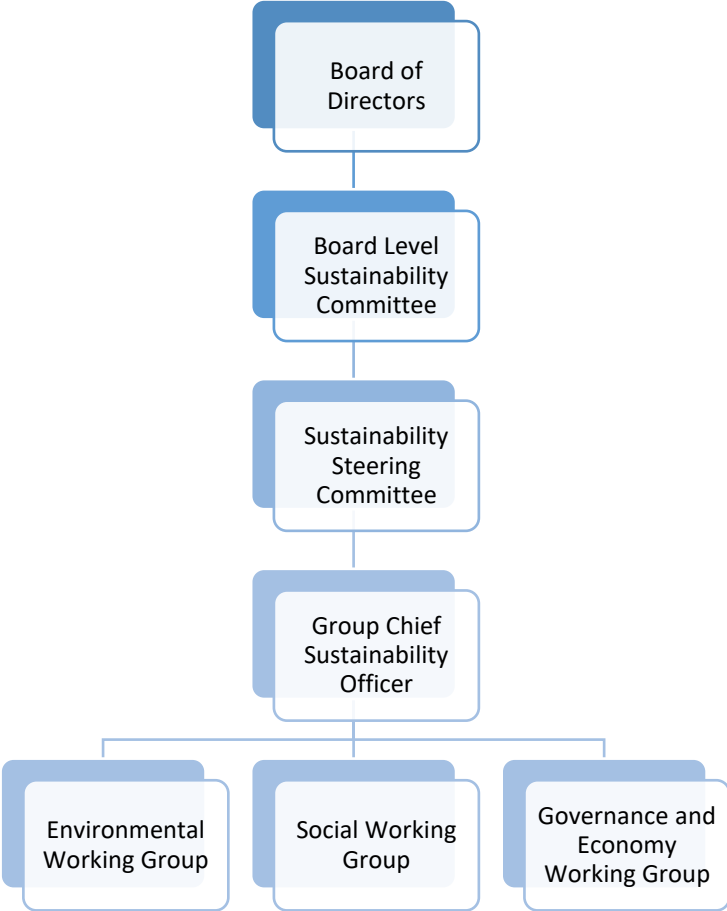 Board of
Directors
Board Level
Sustainability
Committee
Sustainability
Steering
Committee
Group Chief
Sustainability
Officer
Environmental
Working Group
Social Working
Group
Governance and
Economy
Working Group